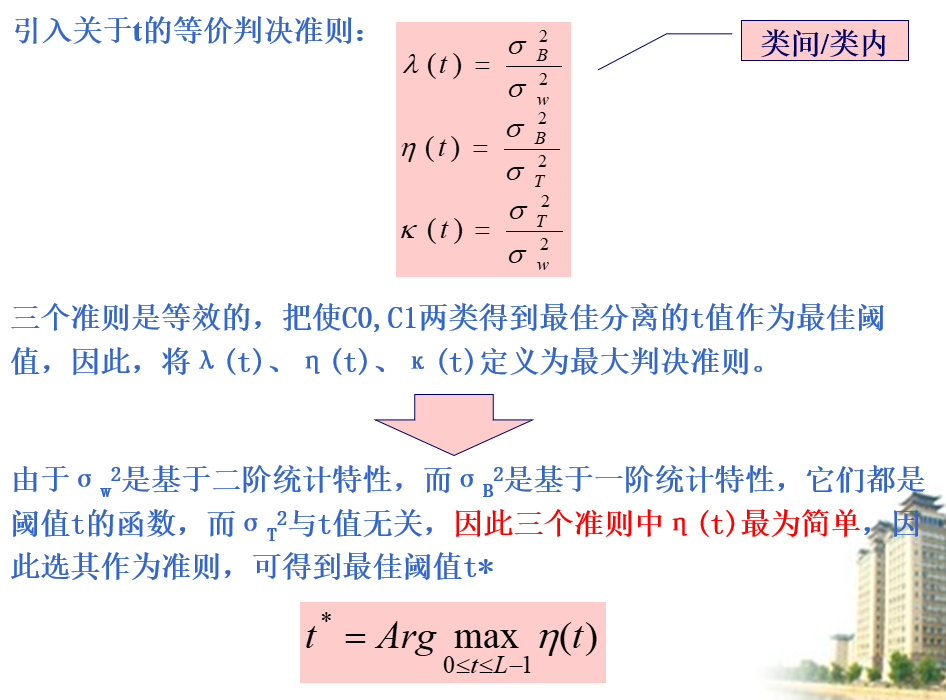 引入关于t的等价判决准则：
类间/类内
λ(t) = σ_B^2 / σ_w^2
η(t) = σ_B^2 / σ_T^2
κ(t) = σ_T^2 / σ_w^2
三个准则是等效的，把使C0,C1两类得到最佳分离的t值作为最佳阈
值，因此，将λ(t)、η(t)、κ(t)定义为最大判决准则。
由于σ_w^2是基于二阶统计特性，而σ_B^2是基于一阶统计特性，它们都是
阈值t的函数，而σ_T^2与t值无关，因此三个准则中η(t)最为简单，因
此选其作为准则，可得到最佳阈值t*
t^* = Arg max_{0≤t≤L−1} η(t)